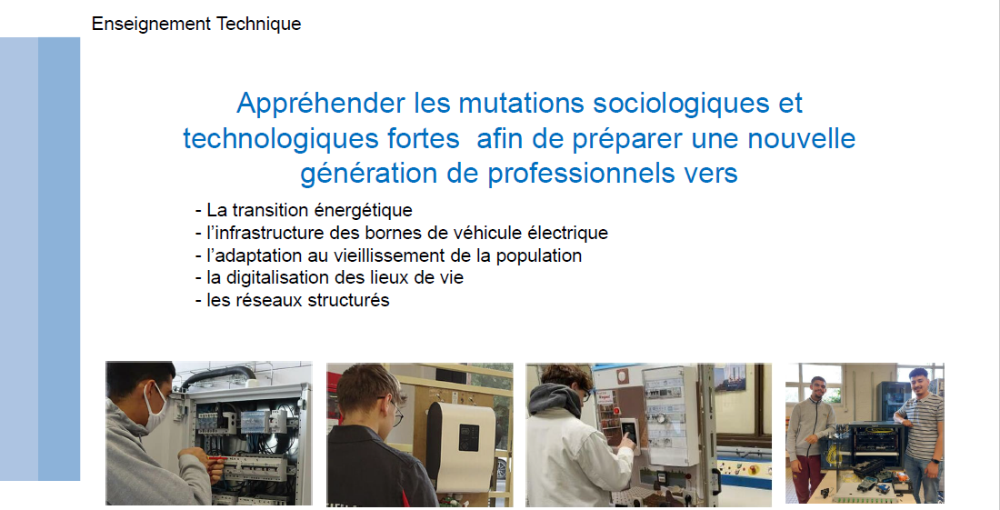 Enseignement Technique
Appréhender les mutations sociologiques et
technologiques fortes  afin de préparer une nouvelle
génération de professionnels vers
- La transition énergétique
- l’infrastructure des bornes de véhicule électrique
- l’adaptation au vieillissement de la population
- la digitalisation des lieux de vie
- les réseaux structurés